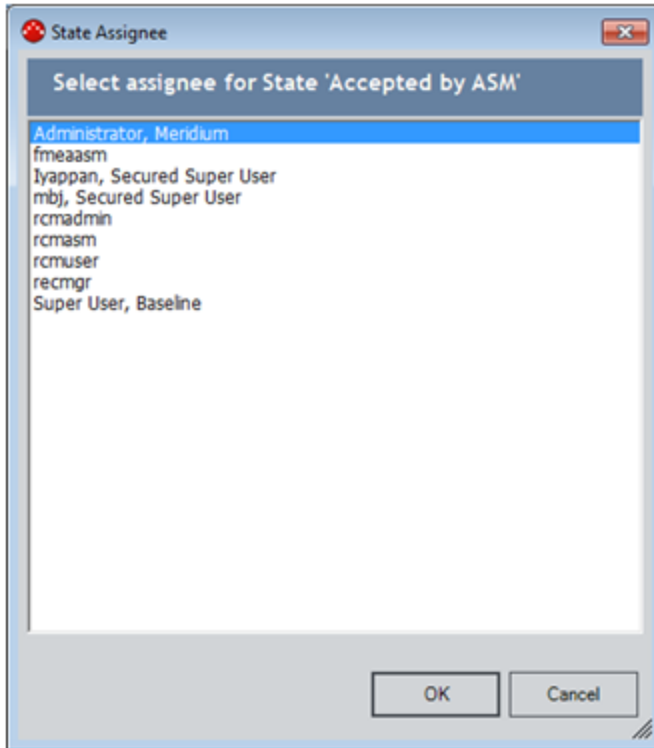 State Assignee
Select assignee for State 'Accepted by ASM'
Administrator, Meridium
fmeaasm
Iyappan, Secured Super User
mbj, Secured Super User
rcmadmin
rcmasm
rcmuser
recmgr
Super User, Baseline
OK
Cancel